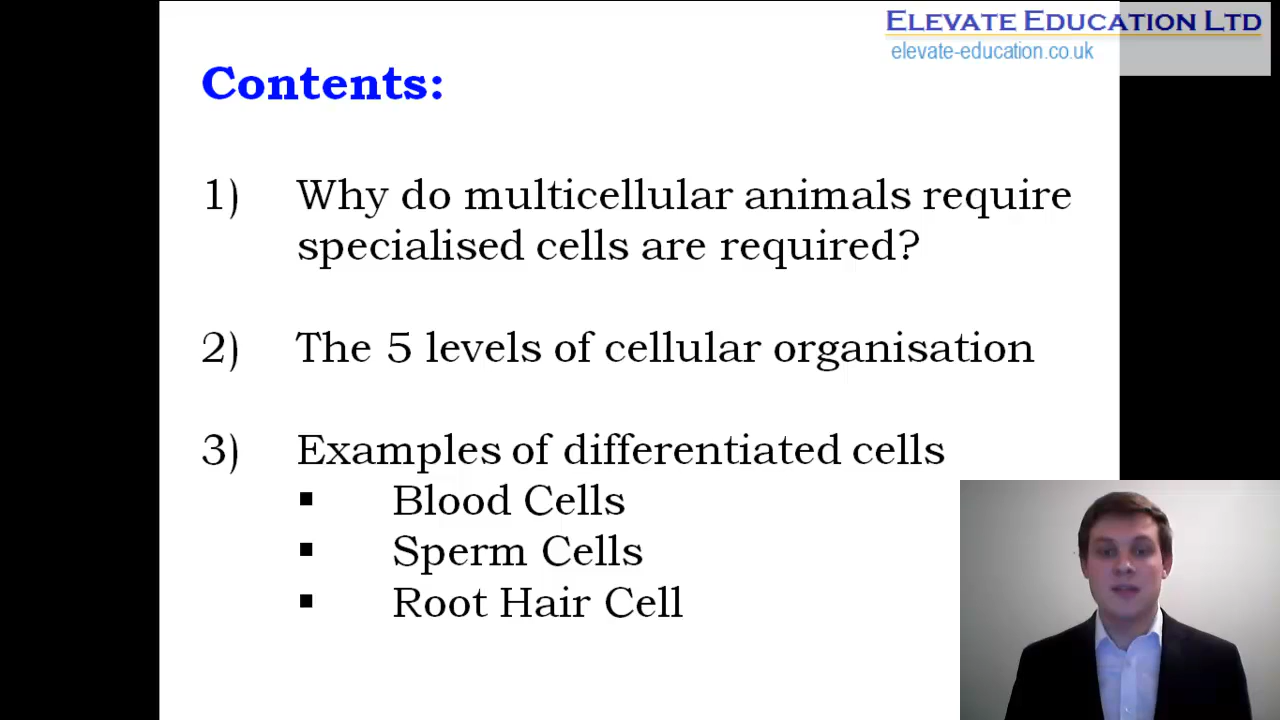 ELEVATE EDUCATION LTD
elevate-education.co.uk
Contents:
1) Why do multicellular animals require
specialised cells are required?
2) The 5 levels of cellular organisation
3) Examples of differentiated cells
▪ Blood Cells
▪ Sperm Cells
▪ Root Hair Cell